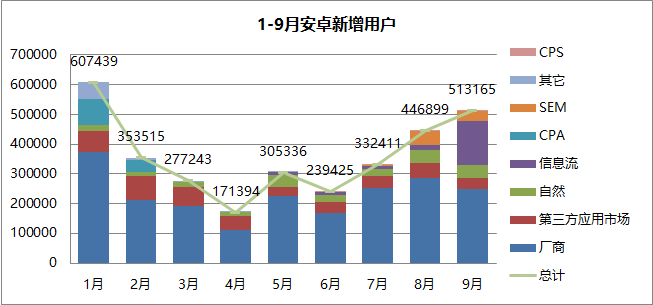 1-9月安卓新增用户
700000
600000
500000
400000
300000
200000
100000
0
607439
353515
277243
171394
305336
239425
332411
446899
513165
1月
2月
3月
4月
5月
6月
7月
8月
9月
CPS
其它
SEM
CPA
信息流
自然
第三方应用市场
厂商
总计